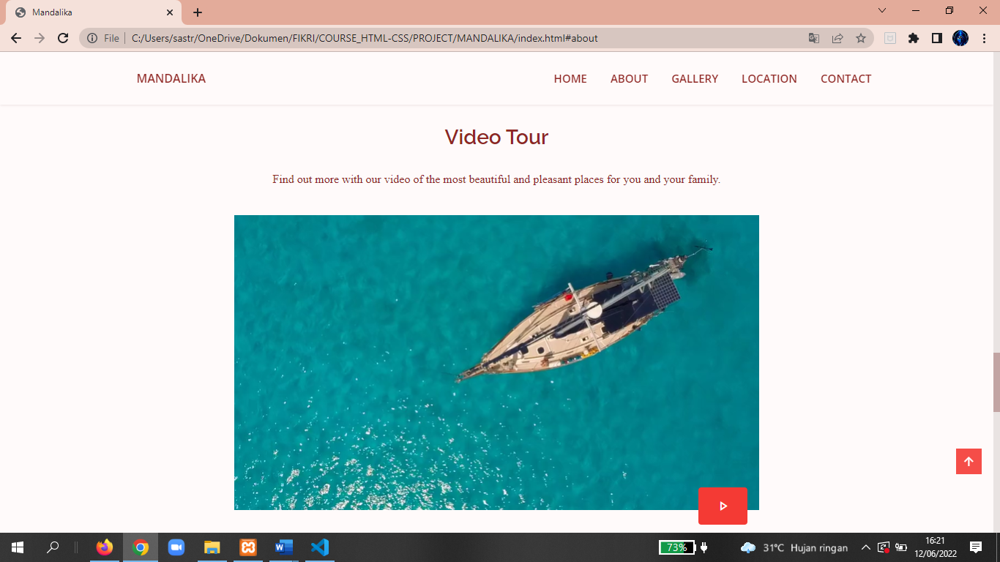 Mandalika
File
C:/Users/sastr/OneDrive/Dokumen/FIKRI/COURSE_HTML-CSS/PROJECT/MANDALIKA/index.html#about
MANDALIKA
HOME ABOUT GALLERY LOCATION CONTACT
Video Tour
Find out more with our video of the most beautiful and pleasant places for you and your family.
73%
31°C Hujan ringan
16:21
12/06/2022